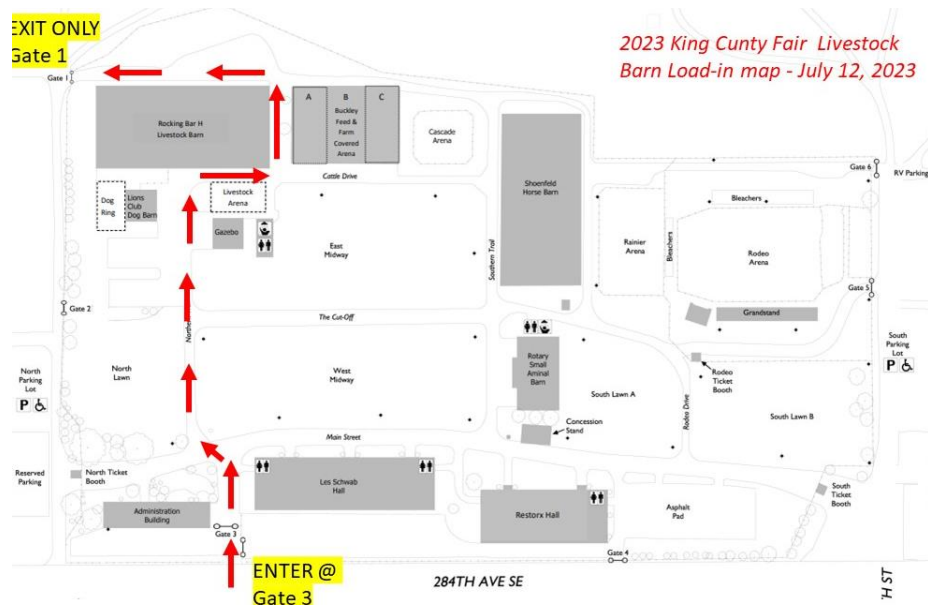 EXIT ONLY
Gate 1
2023 King Cunty Fair Livestock
Barn Load-in map - July 12, 2023
Gate 1
A
B
C
Buckley
Feed &
Farm
Covered
Arena
Rocking Bar H
Livestock Barn
Cascade
Arena
Cattle Drive
Shoenfeld
Horse Barn
Gate 6
RV Parking
Dog
Ring
Lions
Club
Dog Barn
Livestock
Arena
Gazebo
Bleachers
East
Midway
Southern Trail
Rainier
Arena
Bleachers
Rodeo
Arena
Gate 5
Gate 2
The Cut-Off
Grandstand
North
Parking
Lot
P
North
Lawn
West
Midway
Rotary
Small
Aminal
Barn
South Lawn A
Rodeo
Ticket
Booth
Rodeo Drive
South Lawn B
South
Parking
Lot
P
Concession
Stand
Main Street
Reserved
Parking
North Ticket
Booth
Les Schwab
Hall
South
Ticket
Booth
Administration
Building
Restorx Hall
Asphalt
Pad
Gate 3
Gate 4
ENTER @
Gate 3
284TH AVE SE
TH ST